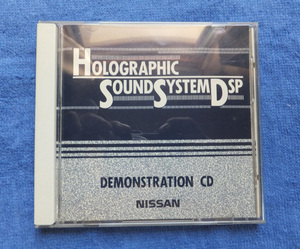 HOLOGRAPHIC
SOUND SYSTEM DSP
DEMONSTRATION CD
NISSAN